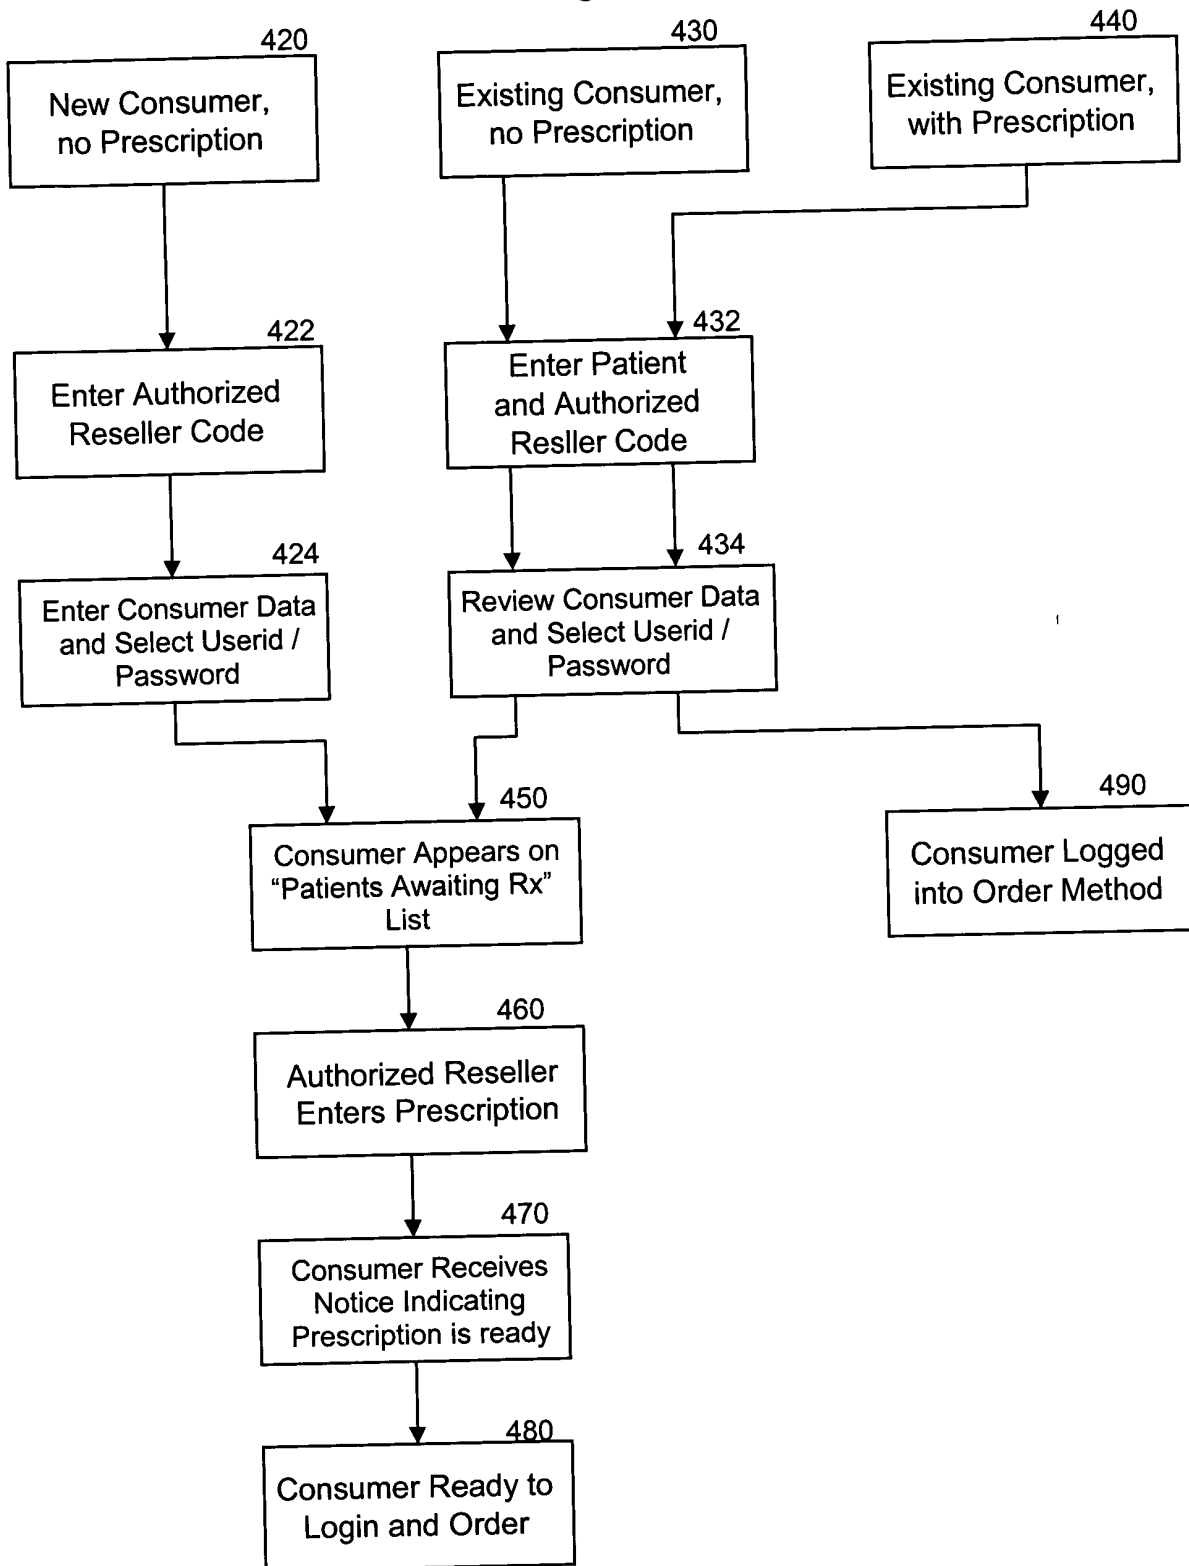 420
New Consumer,
no Prescription
430
Existing Consumer,
no Prescription
440
Existing Consumer,
with Prescription
422
Enter Authorized
Reseller Code
432
Enter Patient
and Authorized
Resller Code
424
Enter Consumer Data
and Select Userid /
Password
434
Review Consumer Data
and Select Userid /
Password
450
Consumer Appears on
“Patients Awaiting Rx”
List
490
Consumer Logged
into Order Method
460
Authorized Reseller
Enters Prescription
470
Consumer Receives
Notice Indicating
Prescription is ready
480
Consumer Ready to
Login and Order